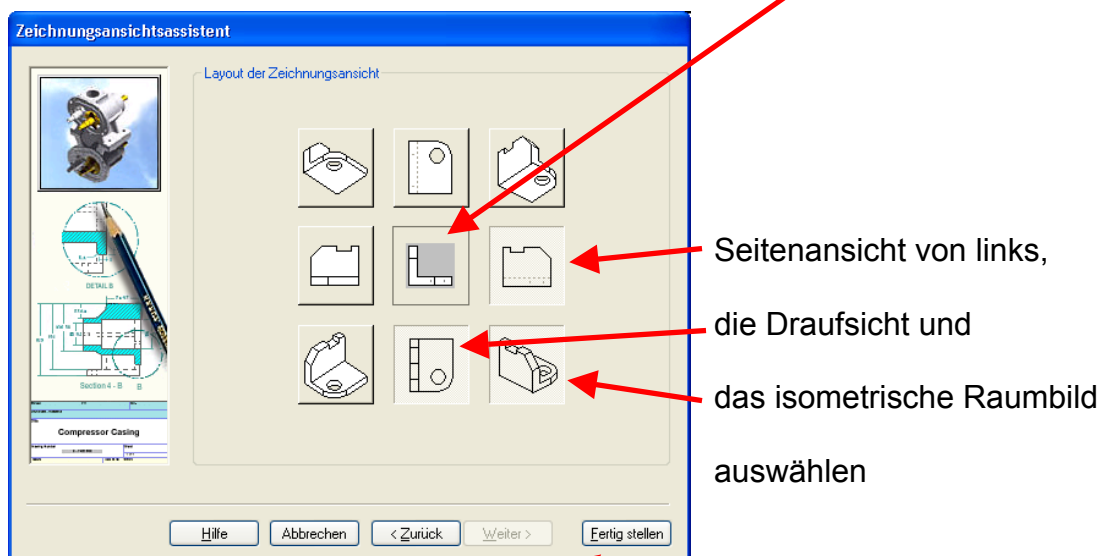 Zeichnungsansichtsassistent
Layout der Zeichnungsansicht
DETAIL B
Section 4 - B
B
Compressor Casing
Seitenansicht von links,
die Draufsicht und
das isometrische Raumbild
auswählen
Hilfe
Abbrechen
< Zurück
Weiter >
Fertig stellen